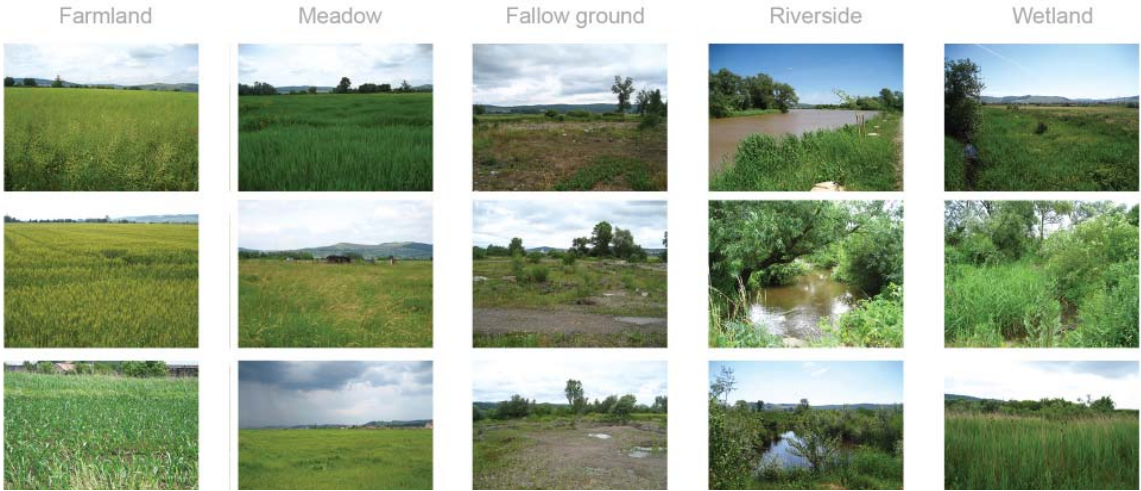 Farmland
Meadow
Fallow ground
Riverside
Wetland